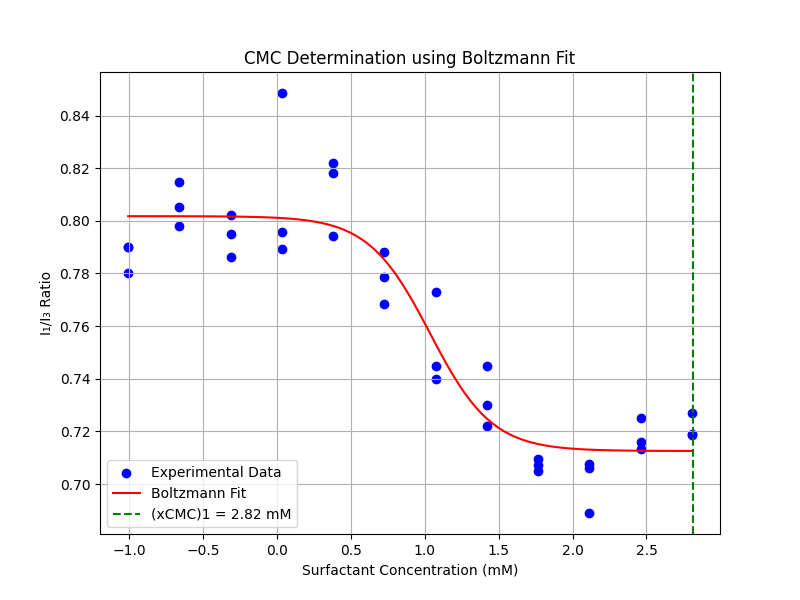 CMC Determination using Boltzmann Fit
I₁/I₃ Ratio
0.84
0.82
0.80
0.78
0.76
0.74
0.72
0.70
Experimental Data
Boltzmann Fit
(xCMC)1 = 2.82 mM
−1.0 −0.5 0.0 0.5 1.0 1.5 2.0 2.5
Surfactant Concentration (mM)